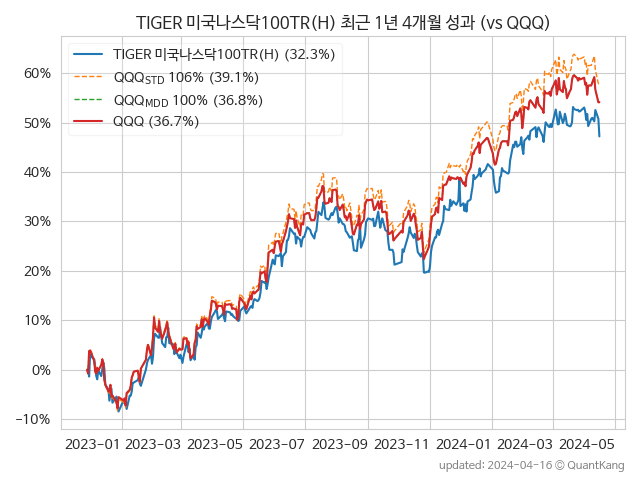 TIGER 미국나스닥100TR(H) 최근 1년 4개월 성과 (vs QQQ)
TIGER 미국나스닥100TR(H) (32.3%)
QQQSTD 106% (39.1%)
QQQMDD 100% (36.8%)
QQQ (36.7%)
60%
50%
40%
30%
20%
10%
0%
−10%
2023-01 2023-03 2023-05 2023-07 2023-09 2023-11 2024-01 2024-03 2024-05
updated: 2024-04-16 © QuantKang